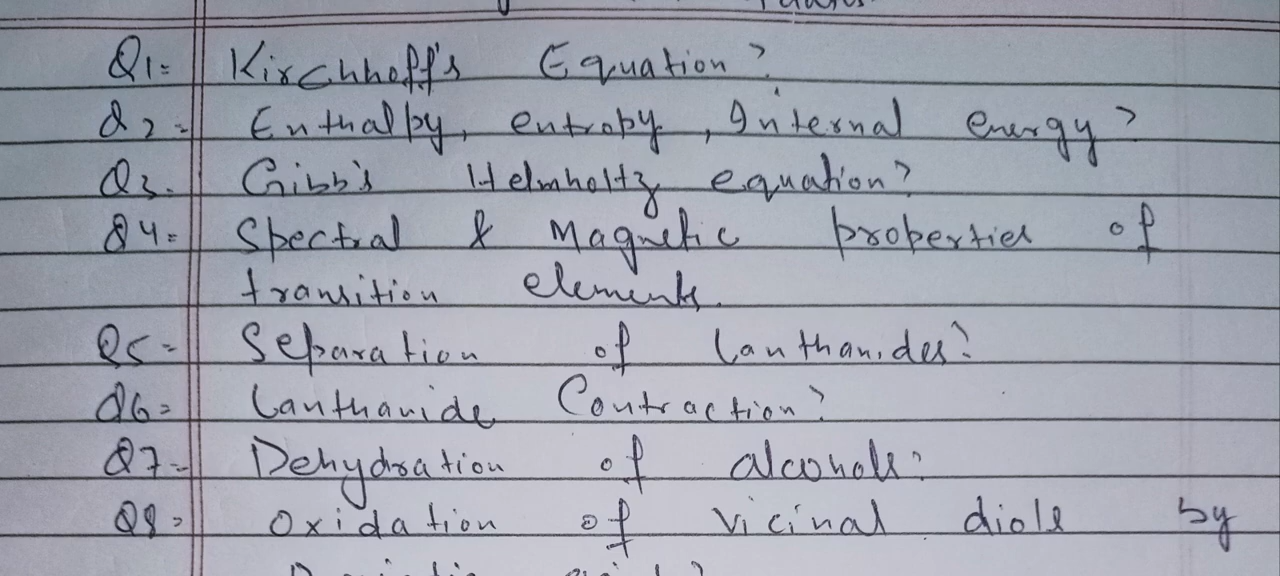 Q1= Kirchhoff's Equation?
Q2= Enthalpy, entropy, Internal energy?
Q3. Gibb's Helmholtz equation?
Q4= Spectral & Magnetic properties of
transition elements.
Q5= Separation of Lanthanides?
Q6= Lanthanide Contraction?
Q7= Dehydration of alcohols?
Q8= Oxidation of vicinal diols by